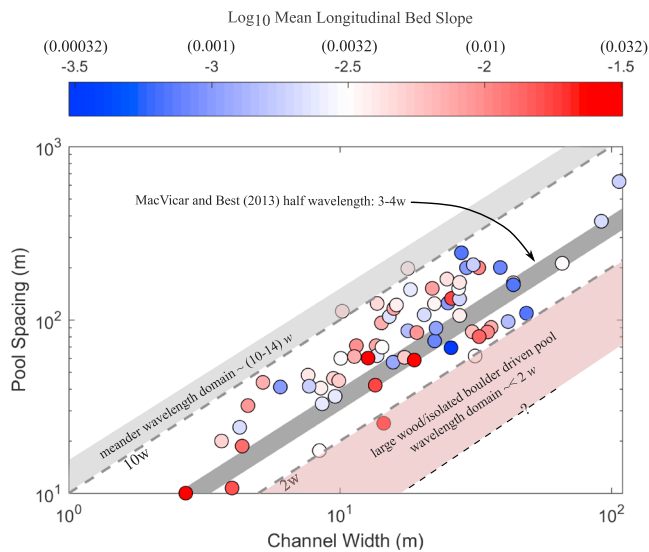 Log10 Mean Longitudinal Bed Slope
(0.00032) (0.001) (0.0032) (0.01) (0.032)
-3.5 -3 -2.5 -2 -1.5
10^3
MacVicar and Best (2013) half wavelength: 3-4w
Pool Spacing (m)
10^2
meander wavelength domain ~ (10-14) w
large wood/isolated boulder driven pool
wavelength domain ~< 2 w
?
10w
2w
10^1
10^0 10^1 10^2
Channel Width (m)